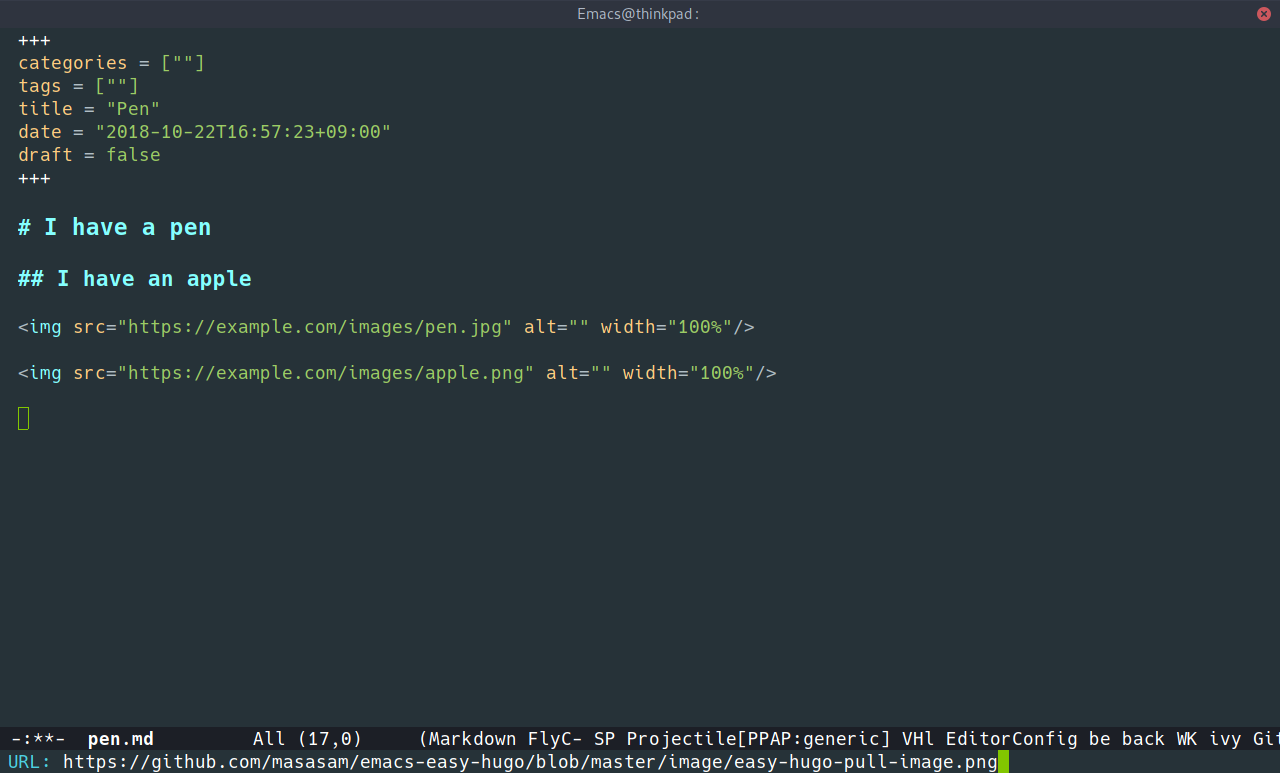 Emacs@thinkpad:
+++
categories = [""]
tags = [""]
title = "Pen"
date = "2018-10-22T16:57:23+09:00"
draft = false
+++
# I have a pen
## I have an apple
<img src="https://example.com/images/pen.jpg" alt="" width="100%"/>
<img src="https://example.com/images/apple.png" alt="" width="100%"/>
-:**-  pen.md         All (17,0)     (Markdown FlyC- SP Projectile[PPAP:generic] VHl EditorConfig be back WK ivy Git
URL: https://github.com/masasam/emacs-easy-hugo/blob/master/image/easy-hugo-pull-image.png